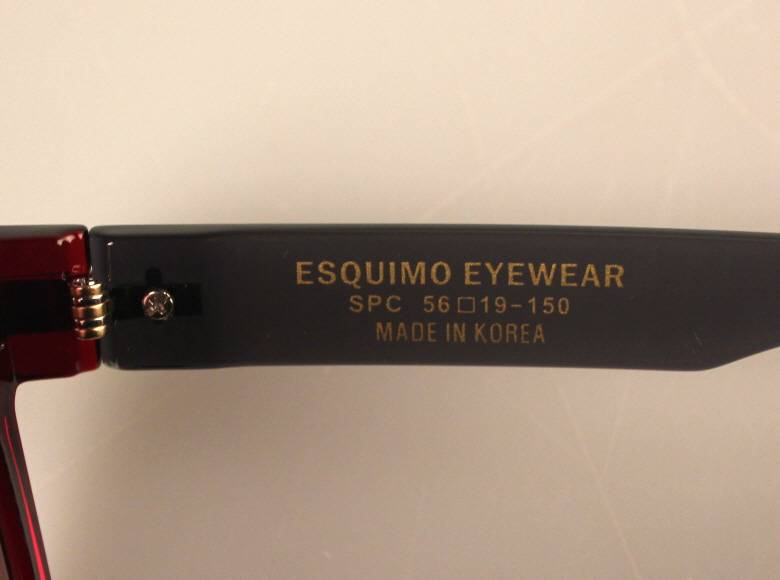 ESQUIMO EYEWEAR
SPC 56□19-150
MADE IN KOREA